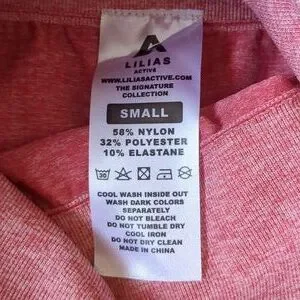 LILIAS
ACTIVE
WWW.LILIASACTIVE.COM
THE SIGNATURE
COLLECTION
SMALL
58% NYLON
32% POLYESTER
10% ELASTANE
30
COOL WASH INSIDE OUT
WASH DARK COLORS
SEPARATELY
DO NOT BLEACH
DO NOT TUMBLE DRY
COOL IRON
DO NOT DRY CLEAN
MADE IN CHINA